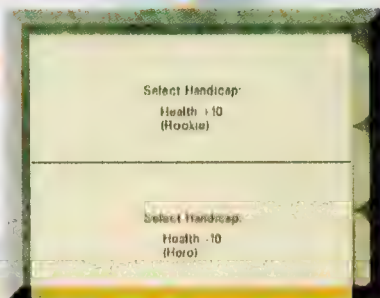 Select Handicap:
Health +10
(Rookie)
Select Handicap:
Health -10
(Hero)